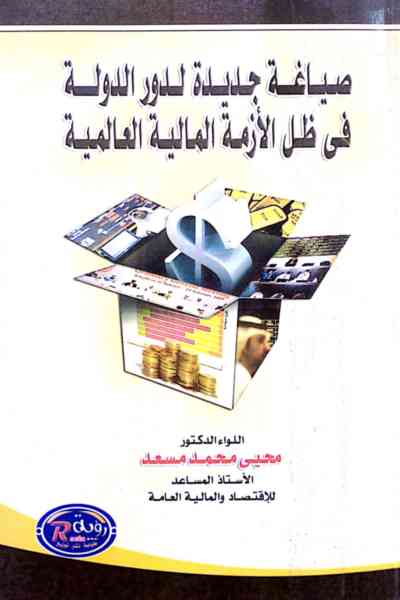 صياغة جديدة لدور الدولة
فى ظل الأزمة المالية العالمية
اللواء الدكتور
محيى محمد مسعد
الأستاذ المساعد
للإقتصاد والمالية العامة
رؤية